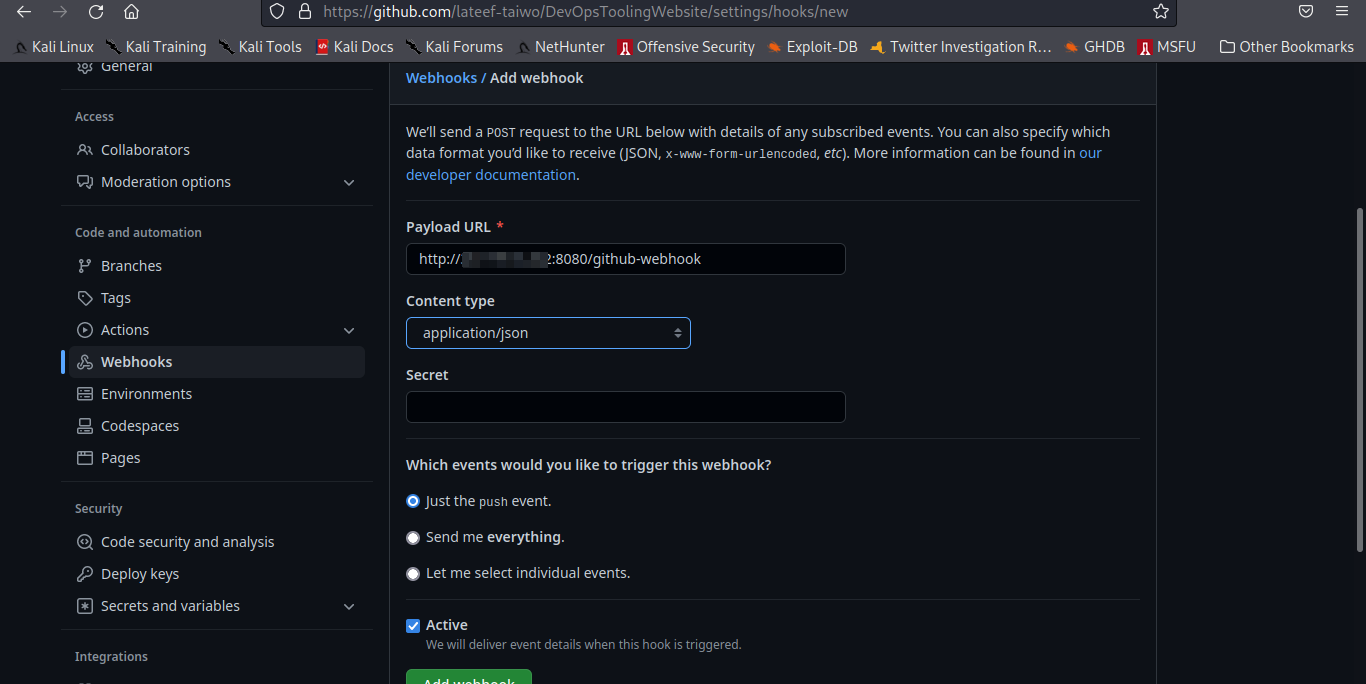 https://github.com/lateef-taiwo/DevOpsToolingWebsite/settings/hooks/new
Kali Linux Kali Training Kali Tools Kali Docs Kali Forums NetHunter Offensive Security Exploit-DB Twitter Investigation R... GHDB MSFU Other Bookmarks
General
Access
Collaborators
Moderation options
Code and automation
Branches
Tags
Actions
Webhooks
Environments
Codespaces
Pages
Security
Code security and analysis
Deploy keys
Secrets and variables
Integrations
Webhooks / Add webhook
We'll send a POST request to the URL below with details of any subscribed events. You can also specify which
data format you'd like to receive (JSON, x-www-form-urlencoded, etc). More information can be found in our
developer documentation.
Payload URL *
http:// :8080/github-webhook
Content type
application/json
Secret
Which events would you like to trigger this webhook?
Just the push event.
Send me everything.
Let me select individual events.
Active
We will deliver event details when this hook is triggered.
Add webhook